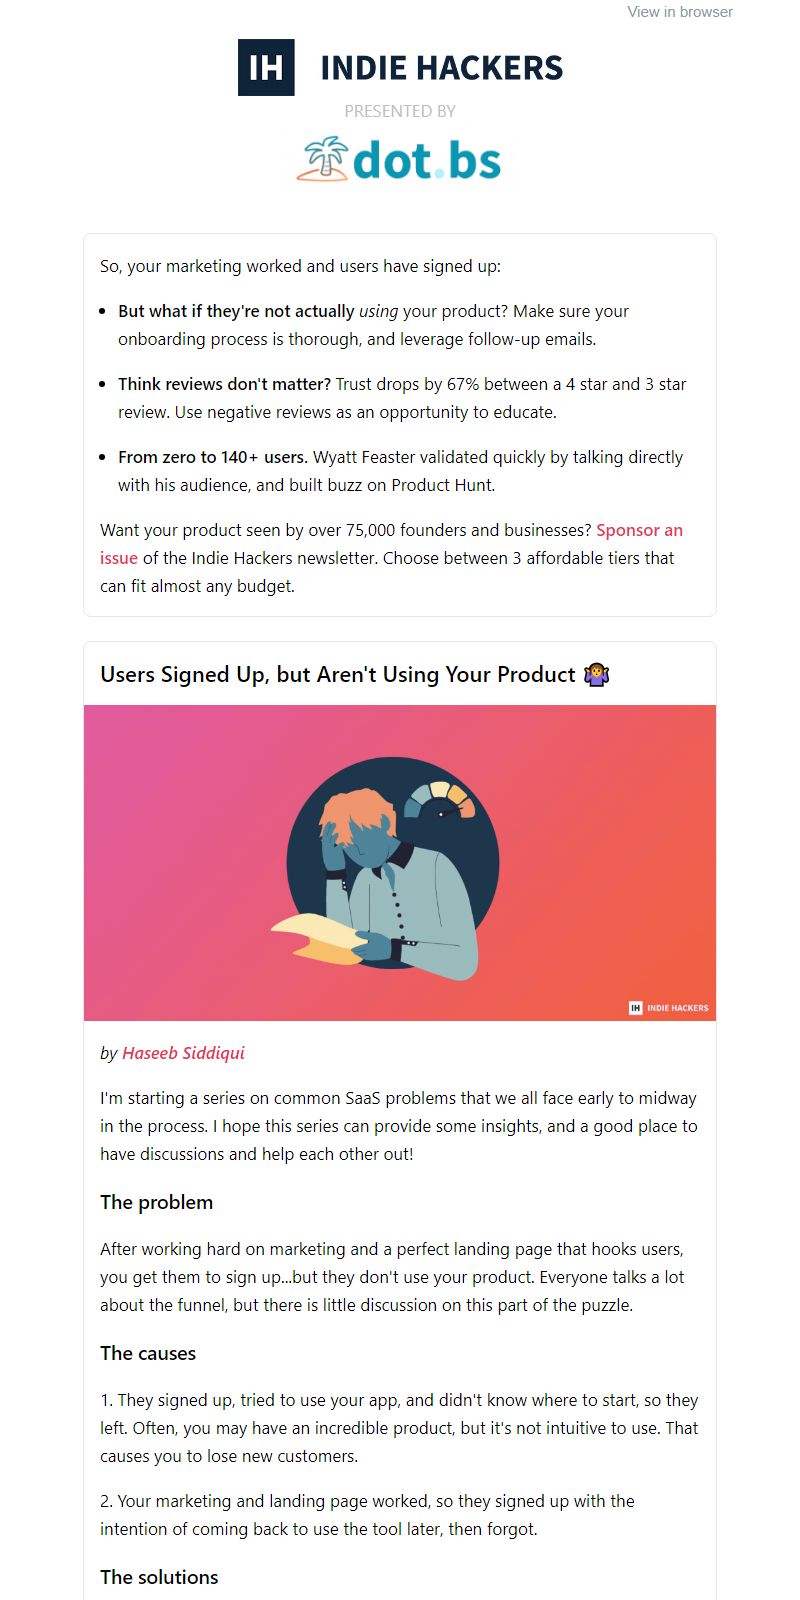 View in browser
IH INDIE HACKERS
PRESENTED BY
dot.bs
So, your marketing worked and users have signed up:
• But what if they're not actually using your product? Make sure your
onboarding process is thorough, and leverage follow-up emails.
• Think reviews don't matter? Trust drops by 67% between a 4 star and 3 star
review. Use negative reviews as an opportunity to educate.
• From zero to 140+ users. Wyatt Feaster validated quickly by talking directly
with his audience, and built buzz on Product Hunt.
Want your product seen by over 75,000 founders and businesses? Sponsor an
issue of the Indie Hackers newsletter. Choose between 3 affordable tiers that
can fit almost any budget.
Users Signed Up, but Aren't Using Your Product 🤷‍♀️
IH INDIE HACKERS
by Haseeb Siddiqui
I'm starting a series on common SaaS problems that we all face early to midway
in the process. I hope this series can provide some insights, and a good place to
have discussions and help each other out!
The problem
After working hard on marketing and a perfect landing page that hooks users,
you get them to sign up...but they don't use your product. Everyone talks a lot
about the funnel, but there is little discussion on this part of the puzzle.
The causes
1. They signed up, tried to use your app, and didn't know where to start, so they
left. Often, you may have an incredible product, but it's not intuitive to use. That
causes you to lose new customers.
2. Your marketing and landing page worked, so they signed up with the
intention of coming back to use the tool later, then forgot.
The solutions